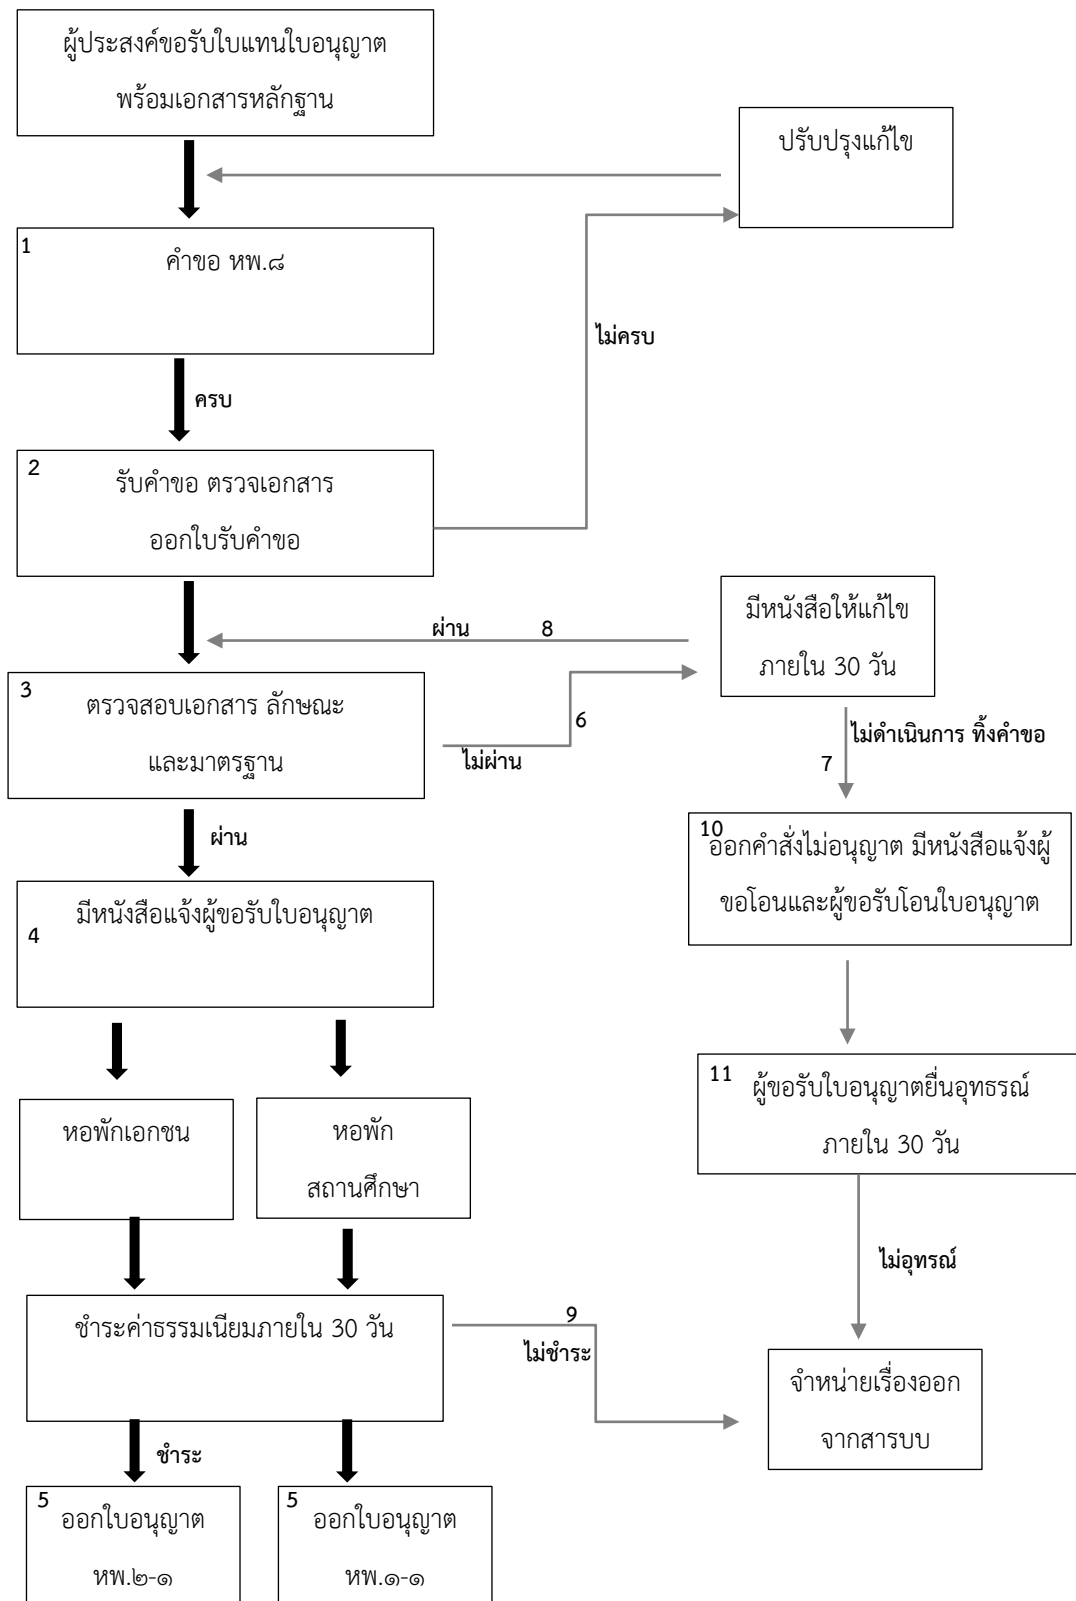 ผู้ประสงค์ขอรับใบแทนใบอนุญาต
พร้อมเอกสารหลักฐาน
ปรับปรุงแก้ไข
1
คำขอ หพ.๘
ไม่ครบ
ครบ
2
รับคำขอ ตรวจเอกสาร
ออกใบรับคำขอ
มีหนังสือให้แก้ไข
ภายใน 30 วัน
ผ่าน 8
3
ตรวจสอบเอกสาร ลักษณะ
และมาตรฐาน
6
ไม่ผ่าน
ไม่ดำเนินการ ทิ้งคำขอ
7
ผ่าน
10
ออกคำสั่งไม่อนุญาต มีหนังสือแจ้งผู้
ขอโอนและผู้ขอรับโอนใบอนุญาต
มีหนังสือแจ้งผู้ขอรับใบอนุญาต
4
11
ผู้ขอรับใบอนุญาตยื่นอุทธรณ์
ภายใน 30 วัน
หอพักเอกชน
หอพัก
สถานศึกษา
ไม่อุทรณ์
ชำระค่าธรรมเนียมภายใน 30 วัน
9
ไม่ชำระ
จำหน่ายเรื่องออก
จากสารบบ
ชำระ
5
ออกใบอนุญาต
หพ.๒-๑
5
ออกใบอนุญาต
หพ.๑-๑